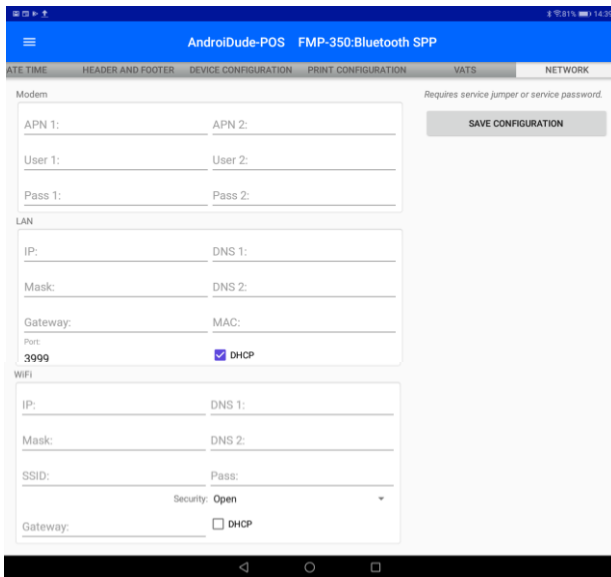 81% 14:39
AndroiDude-POS FMP-350:Bluetooth SPP
ATE TIME HEADER AND FOOTER DEVICE CONFIGURATION PRINT CONFIGURATION VATS NETWORK
Modem
Requires service jumper or service password.
APN 1: APN 2:
SAVE CONFIGURATION
User 1: User 2:
Pass 1: Pass 2:
LAN
IP: DNS 1:
Mask: DNS 2:
Gateway: MAC:
Port:
3999 DHCP
WiFi
IP: DNS 1:
Mask: DNS 2:
SSID: Pass:
Security: Open
Gateway: DHCP